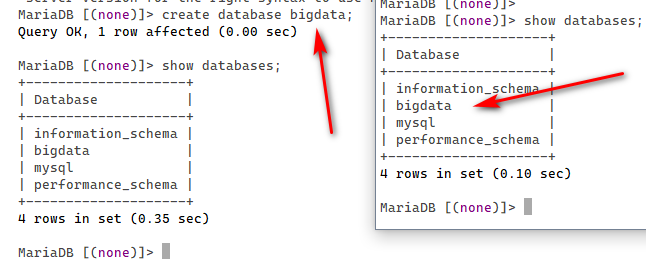 server version for the right syntax to use
MariaDB [(none)]> create database bigdata;
Query OK, 1 row affected (0.00 sec)
MariaDB [(none)]> show databases;
+--------------------+
| Database           |
+--------------------+
| information_schema |
| bigdata            |
| mysql              |
| performance_schema |
+--------------------+
4 rows in set (0.35 sec)
MariaDB [(none)]>
MariaDB [(none)]>
MariaDB [(none)]> show databases;
+--------------------+
| Database           |
+--------------------+
| information_schema |
| bigdata            |
| mysql              |
| performance_schema |
+--------------------+
4 rows in set (0.10 sec)
MariaDB [(none)]>